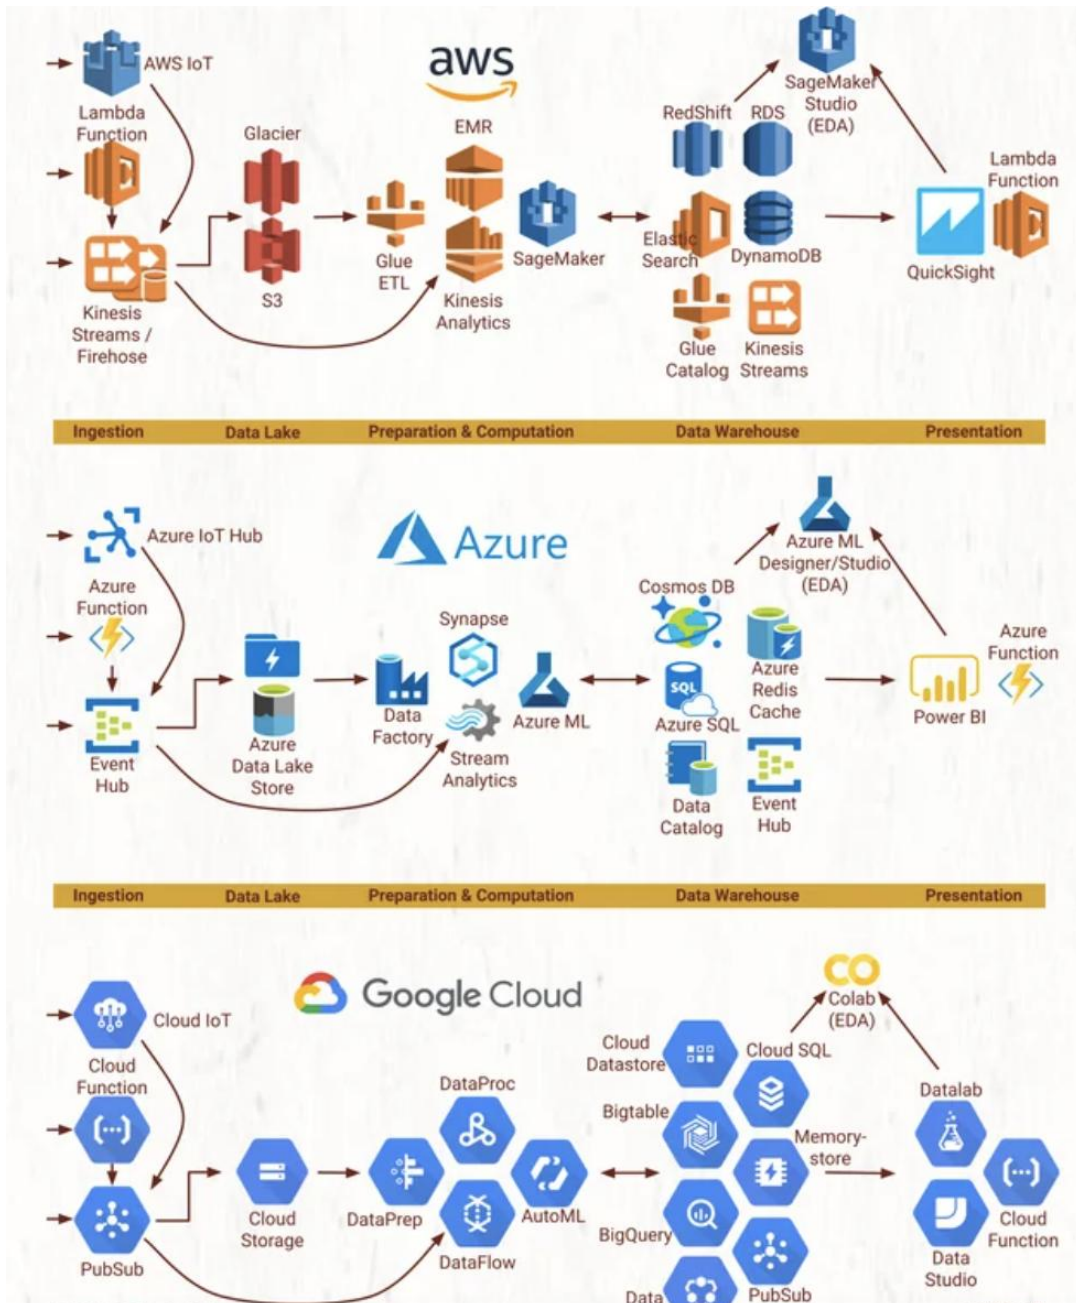 aws
AWS IoT
Lambda
Function
Kinesis
Streams /
Firehose
Glacier
S3
EMR
Glue
ETL
Kinesis
Analytics
SageMaker
RedShift
RDS
Elastic
Search
DynamoDB
Glue
Catalog
Kinesis
Streams
SageMaker
Studio
(EDA)
QuickSight
Lambda
Function
Ingestion
Data Lake
Preparation & Computation
Data Warehouse
Presentation
Azure
Azure IoT Hub
Azure
Function
Event
Hub
Azure
Data Lake
Store
Synapse
Data
Factory
Stream
Analytics
Azure ML
Cosmos DB
SQL
Azure SQL
Azure
Redis
Cache
Data
Catalog
Event
Hub
Azure ML
Designer/Studio
(EDA)
Power BI
Azure
Function
Ingestion
Data Lake
Preparation & Computation
Data Warehouse
Presentation
Google Cloud
Cloud IoT
Cloud
Function
PubSub
Cloud
Storage
DataProc
DataPrep
AutoML
DataFlow
Cloud
Datastore
Cloud SQL
Bigtable
Memory-
store
BigQuery
PubSub
Data
CO
Colab
(EDA)
Datalab
Cloud
Function
Data
Studio